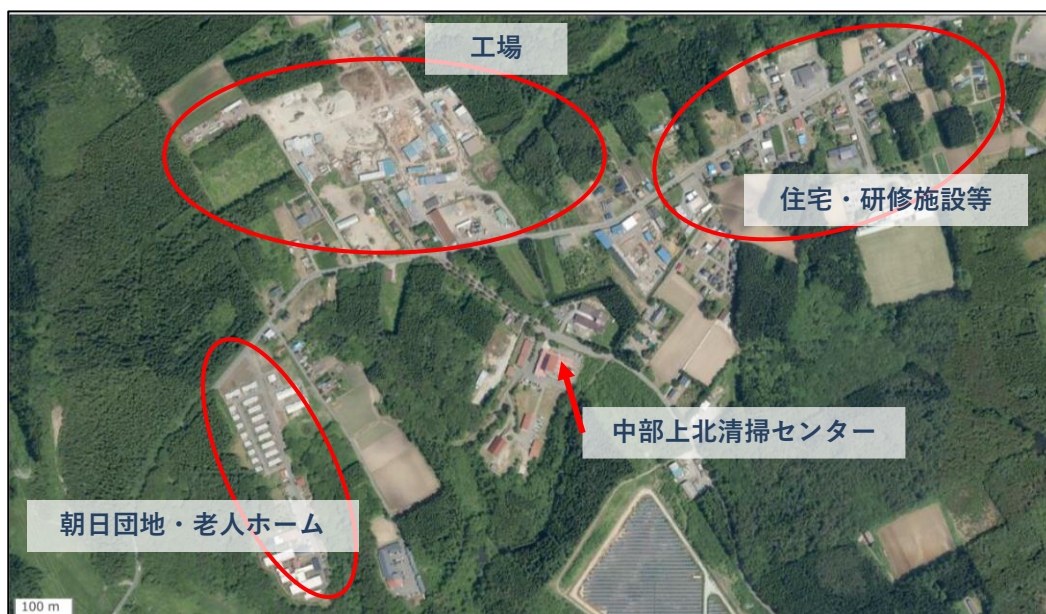 工場
住宅・研修施設等
中部上北清掃センター
朝日団地・老人ホーム
100 m